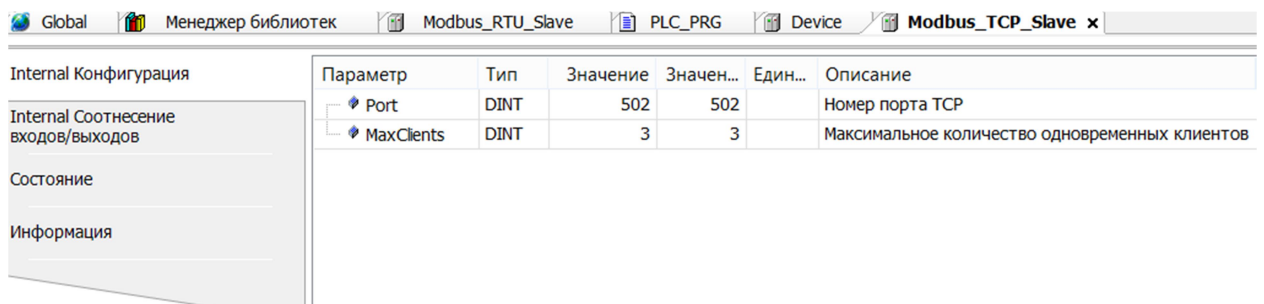 Global Менеджер библиотек Modbus_RTU_Slave PLC_PRG Device Modbus_TCP_Slave x
Internal Конфигурация
Internal Соотнесение
входов/выходов
Состояние
Информация
Параметр Тип Значение Значен... Един... Описание
Port DINT 502 502 Номер порта TCP
MaxClients DINT 3 3 Максимальное количество одновременных клиентов